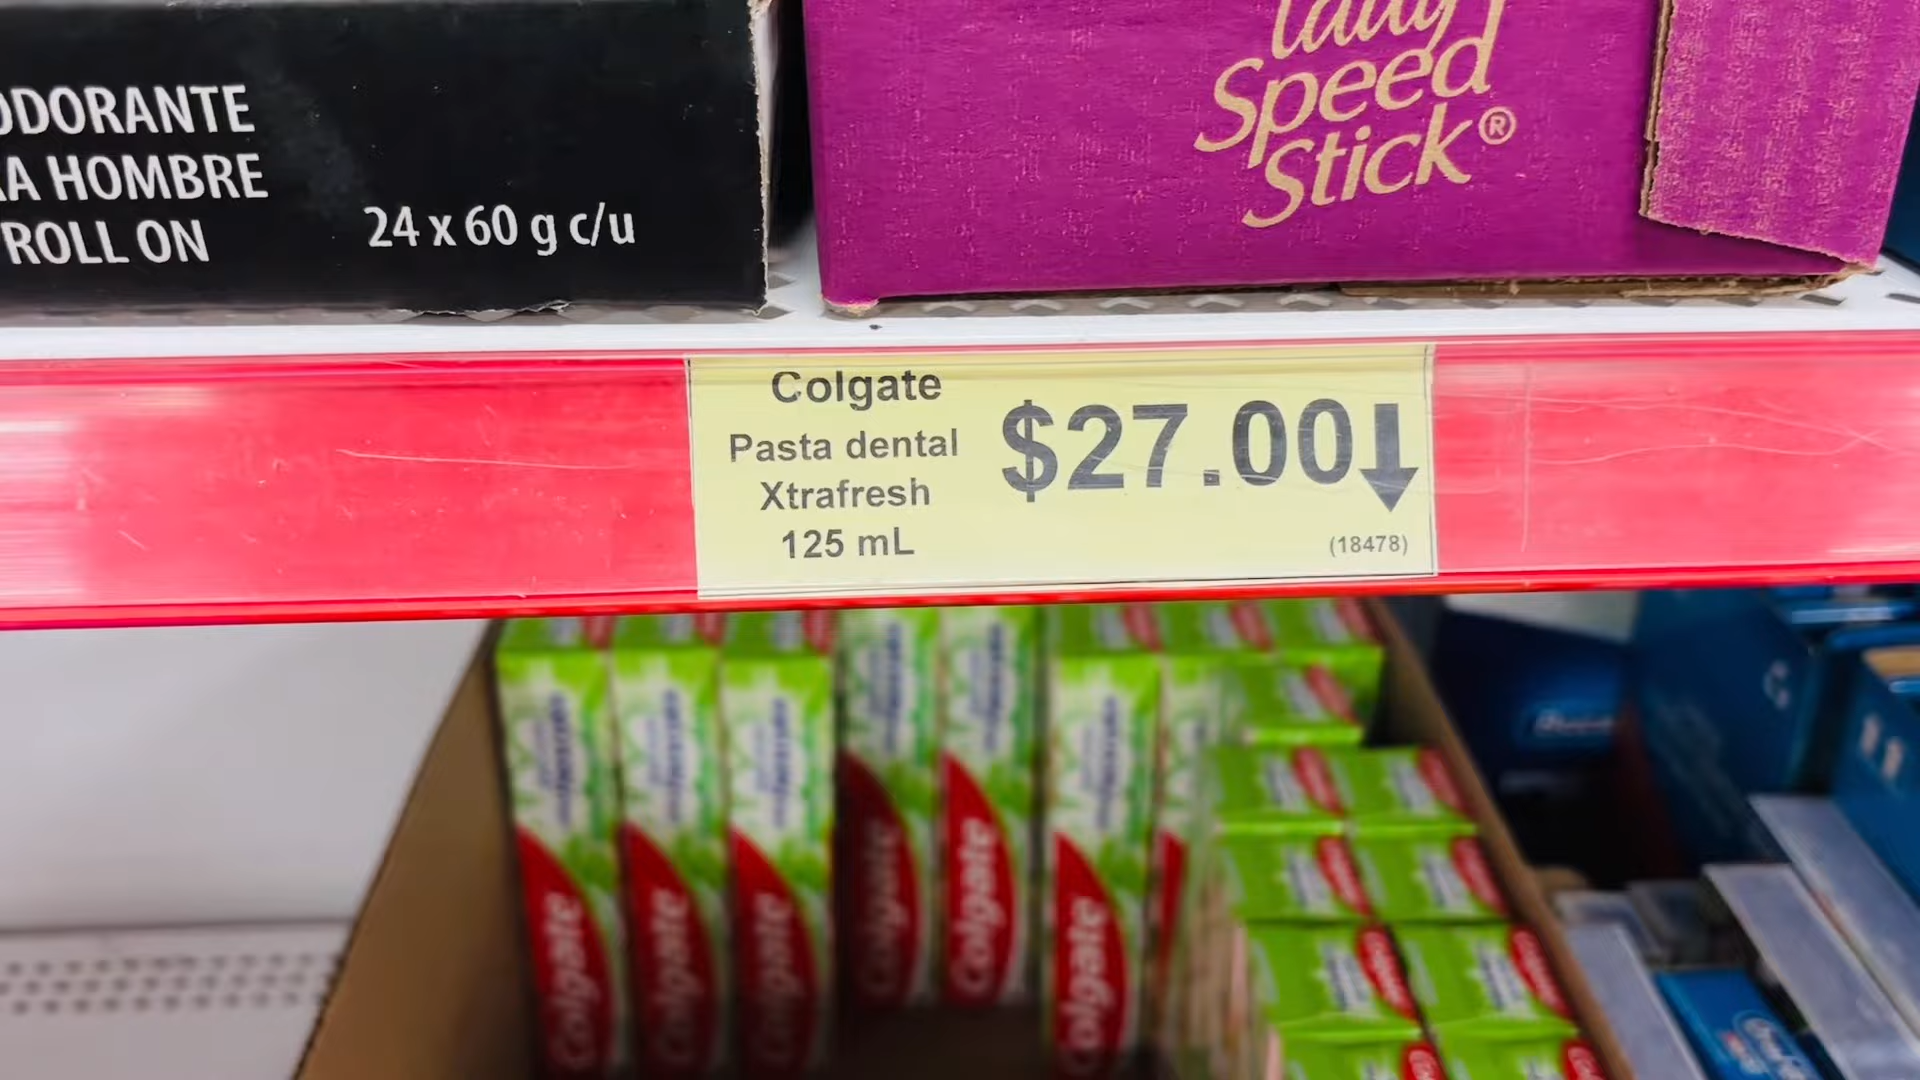 ODORANTE
A HOMBRE
ROLL ON
24 x 60 g c/u
Lady
Speed
Stick®
Colgate
Pasta dental
Xtrafresh
125 mL
$27.00
(18478)
Colgate
Colgate
Colgate
Colgate
Colgate
Colgate